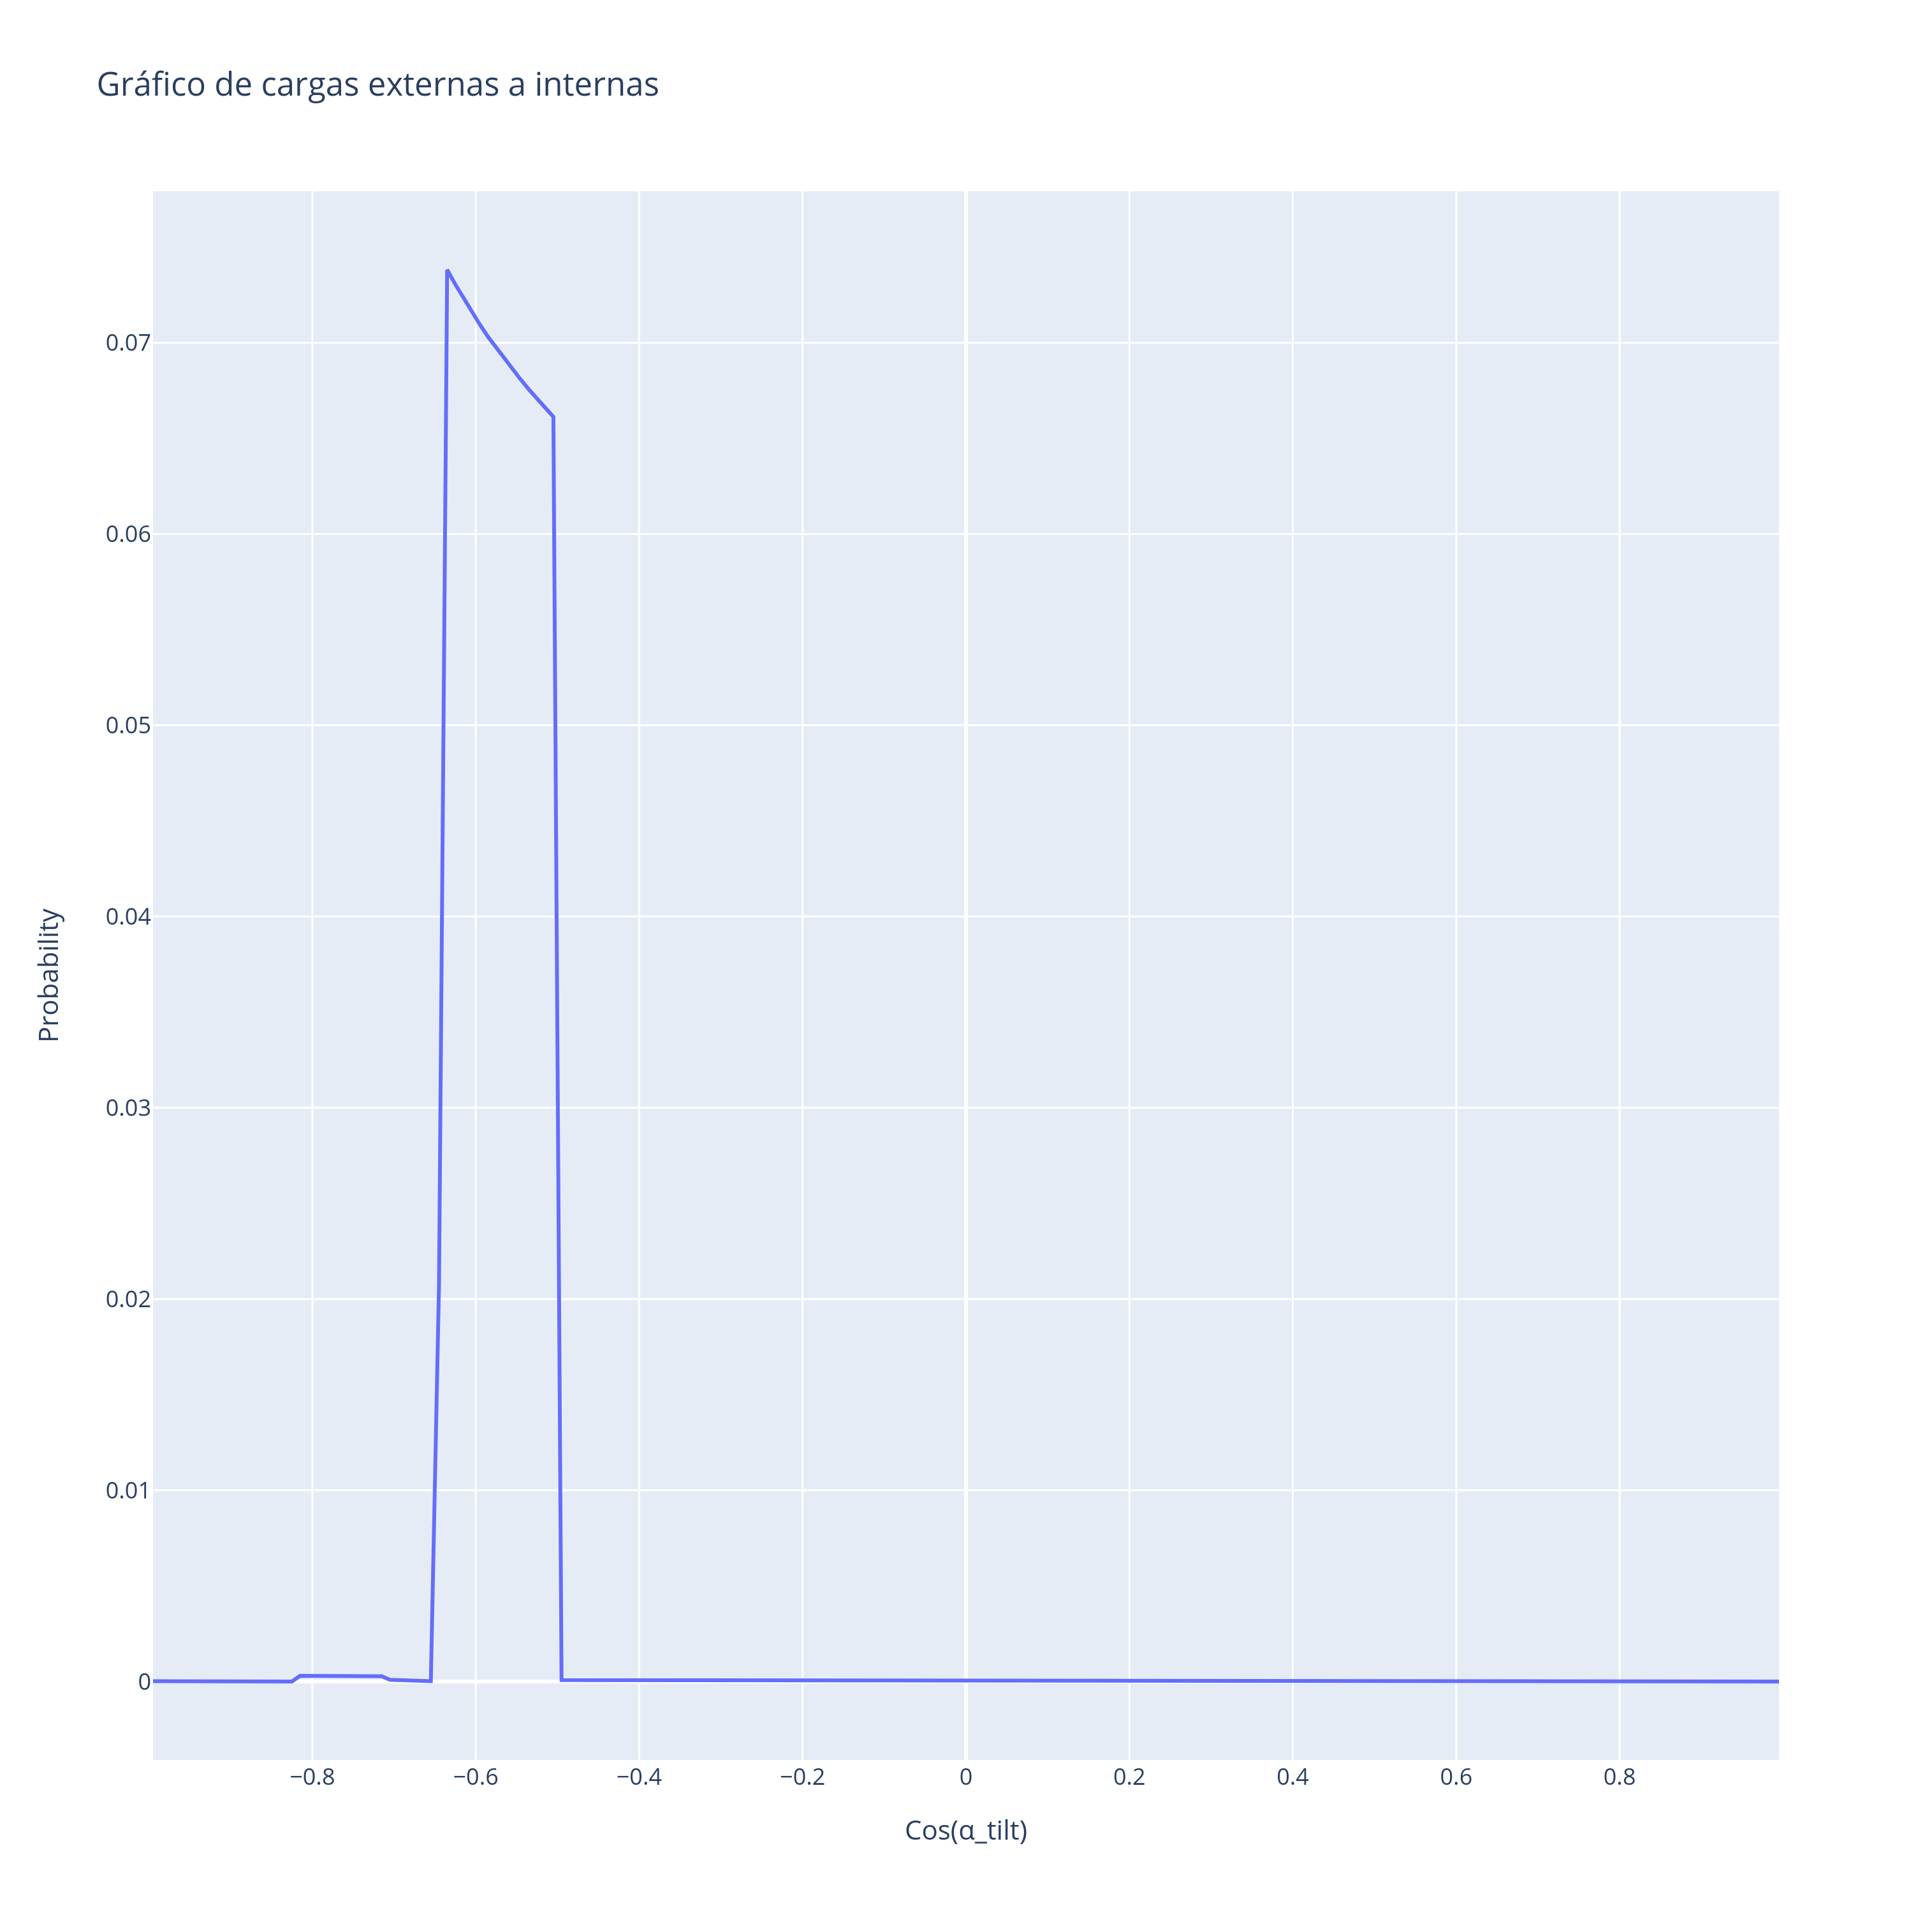 Gráfico de cargas externas a internas
0.07
0.06
0.05
0.04
0.03
0.02
0.01
0
Probability
−0.8 −0.6 −0.4 −0.2 0 0.2 0.4 0.6 0.8
Cos(α_tilt)